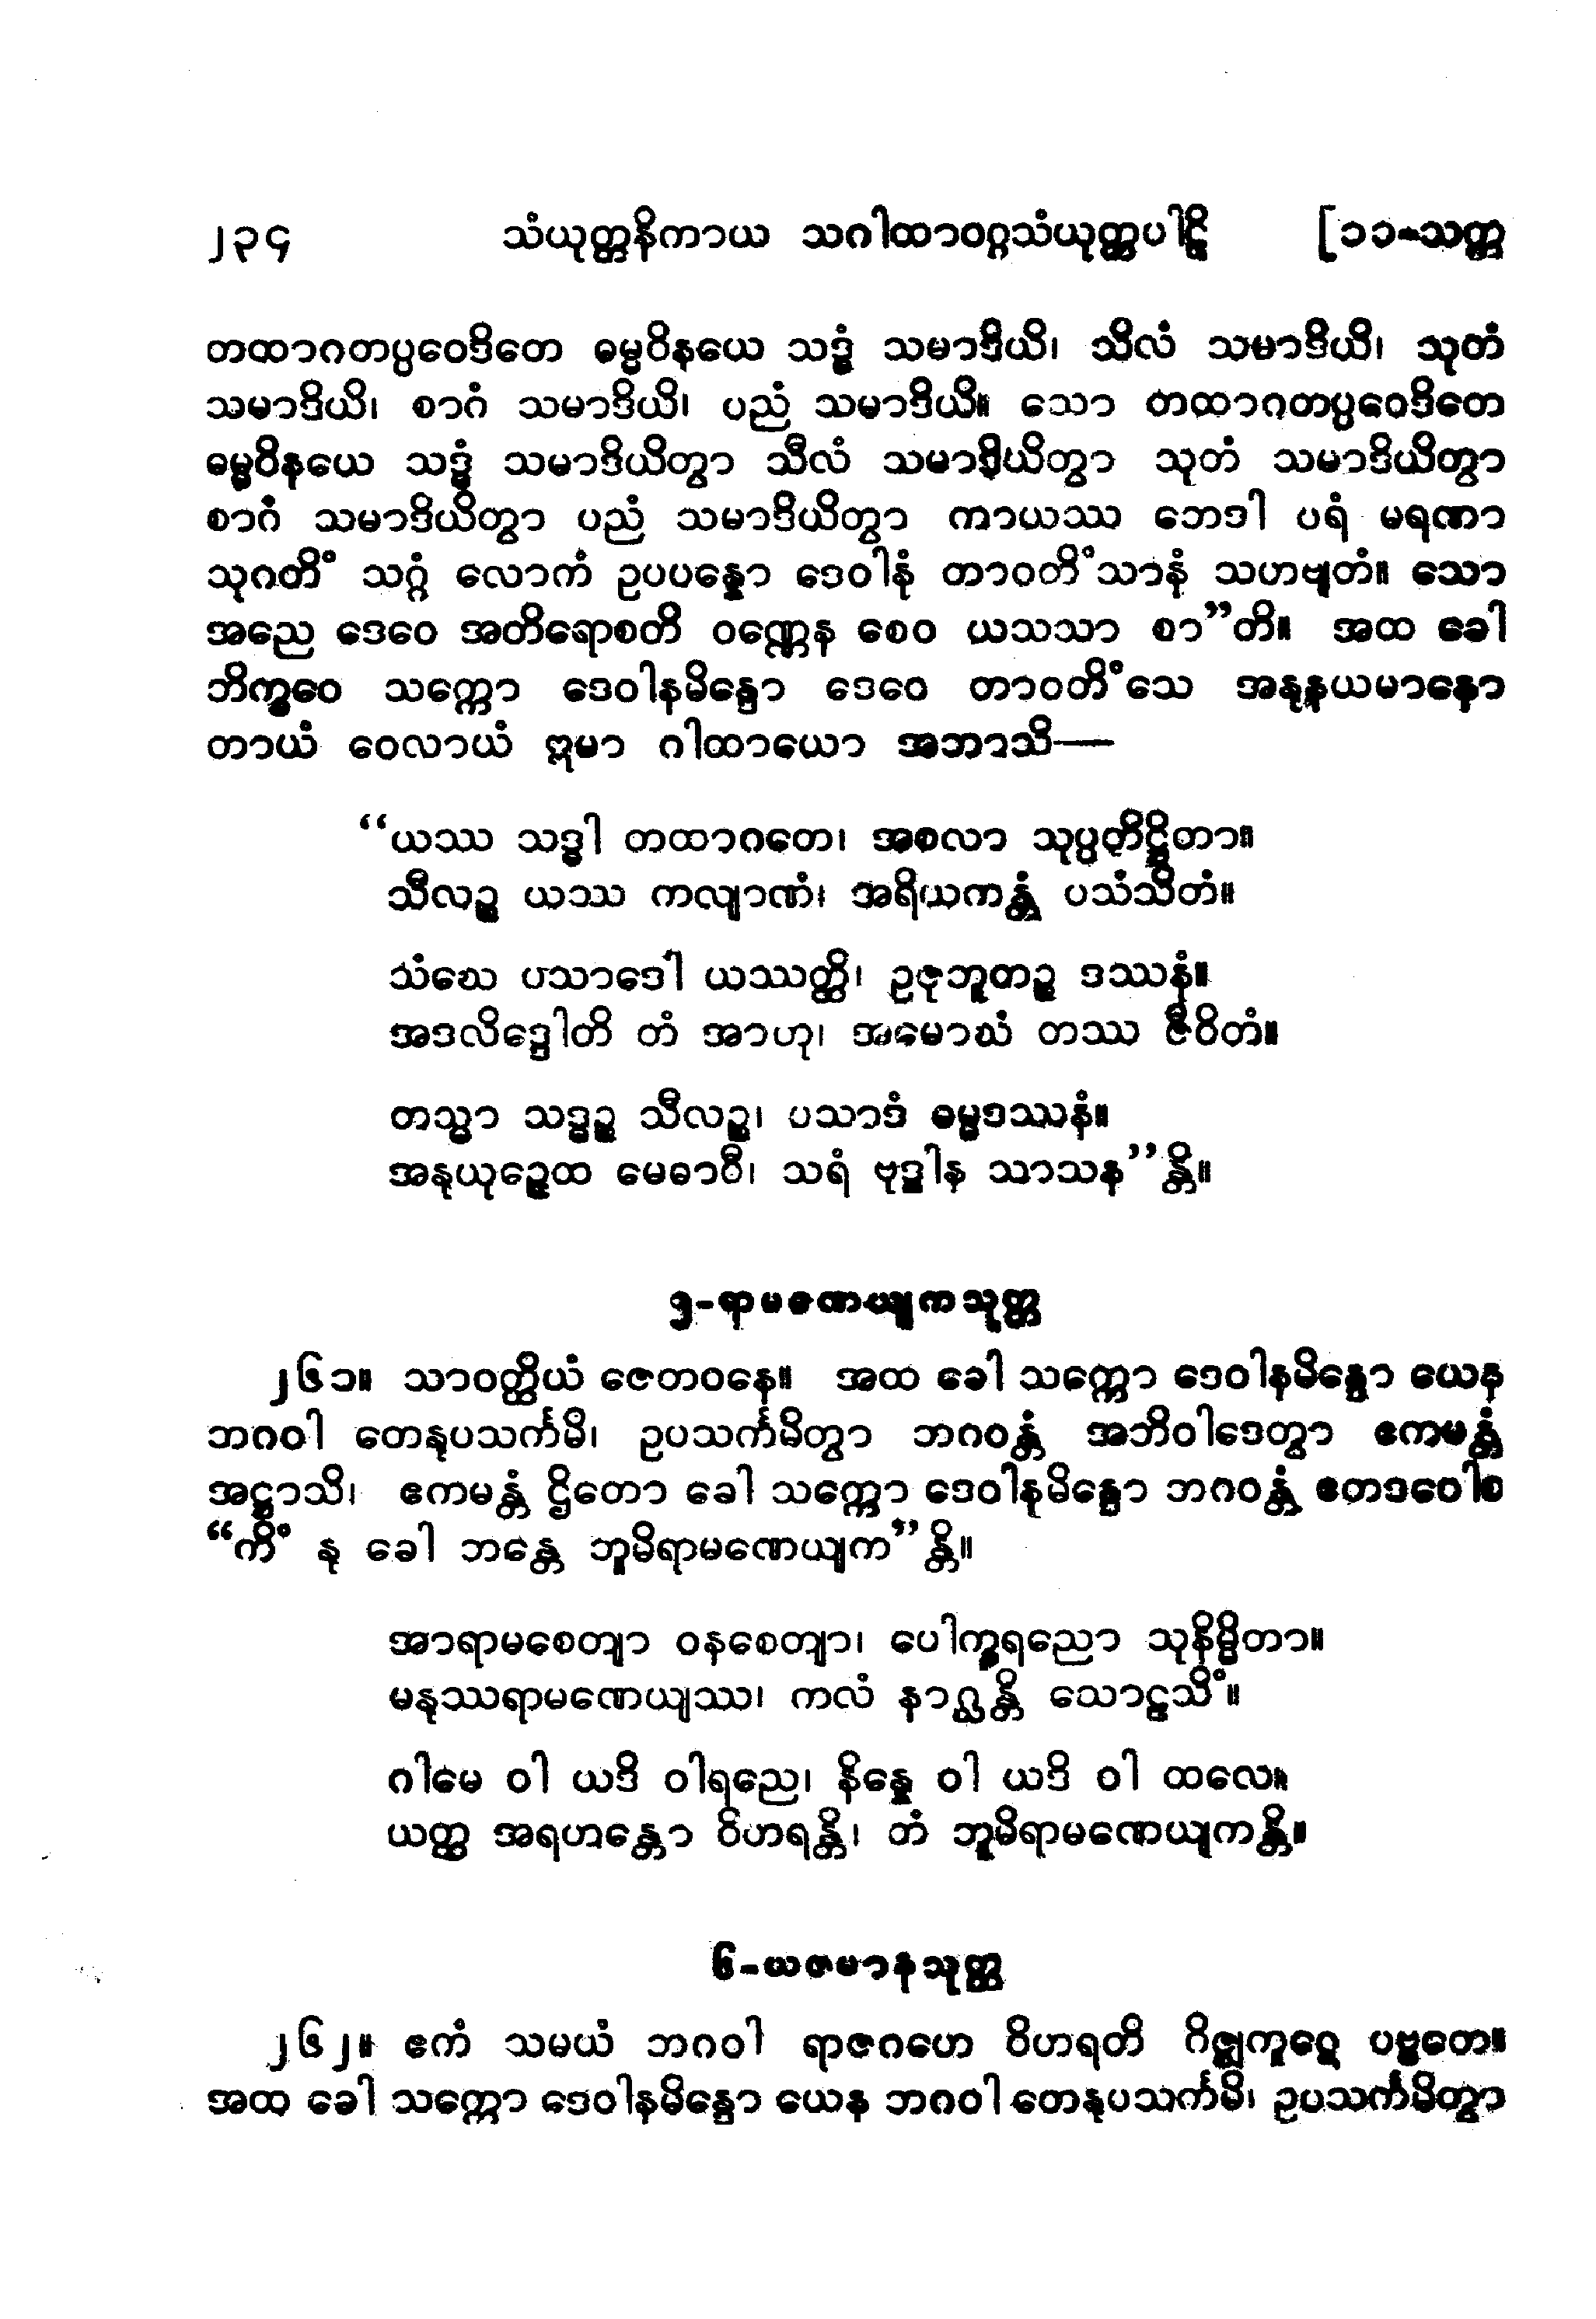 ၂၃၄ သံယုတ္တနိကာယ သဂါထာဝဂ္ဂသံယုတ္တပါဠိ [၁၁-သက္က
တထာဂတပ္ပဝေဒိတေ ဓမ္မဝိနယေ သဒ္ဓံ သမာဒိယိ၊ သီလံ သမာဒိယိ၊ သုတံ
သမာဒိယိ၊ စာဂံ သမာဒိယိ၊ ပညံ သမာဒိယိ။ သော တထာဂတပ္ပဝေဒိတေ
ဓမ္မဝိနယေ သဒ္ဓံ သမာဒိယိတွာ သီလံ သမာဒိယိတွာ သုတံ သမာဒိယိတွာ
စာဂံ သမာဒိယိတွာ ပညံ သမာဒိယိတွာ ကာယဿ ဘေဒါ ပရံ မရဏာ
သုဂတိံ သဂ္ဂံ လောကံ ဥပပန္နော ဒေဝါနံ တာဝတိံသာနံ သဟဗျတံ။ သော
အညေ ဒေဝေ အတိရောစတိ ဝဏ္ဏေန စေဝ ယသသာ စာ”တိ။ အထ ခေါ
ဘိက္ခဝေ သက္ကော ဒေဝါနမိန္ဒော ဒေဝေ တာဝတိံသေ အနုနယမာနော
တာယံ ဝေလာယံ ဣမာ ဂါထာယော အဘာသိ—
“ယဿ သဒ္ဓါ တထာဂတေ၊ အစလာ သုပ္ပတိဋ္ဌိတာ။
သီလဉ္စ ယဿ ကလျာဏံ၊ အရိယကန္တံ ပသံသိတံ။
သံဃေ ပသာဒေါ ယဿတ္ထိ၊ ဥဇုဘူတဉ္စ ဒဿနံ။
အဒလိဒ္ဒေါတိ တံ အာဟု၊ အမောဃံ တဿ ဇီဝိတံ။
တသ္မာ သဒ္ဓဉ္စ သီလဉ္စ၊ ပသာဒံ ဓမ္မဒဿနံ။
အနုယုဉ္ဇေထ မေဓာဝီ၊ သရံ ဗုဒ္ဓါန သာသန”န္တိ။
၅-ရာမဏေယျကသုတ္တ
၂၆၁။ သာဝတ္ထိယံ ဇေတဝနေ။ အထ ခေါ သက္ကော ဒေဝါနမိန္ဒော ယေန
ဘဂဝါ တေနုပသင်္ကမိ၊ ဥပသင်္ကမိတွာ ဘဂဝန္တံ အဘိဝါဒေတွာ ဧကမန္တံ
အဋ္ဌာသိ၊ ဧကမန္တံ ဌိတော ခေါ သက္ကော ဒေဝါနမိန္ဒော ဘဂဝန္တံ ဧတဒဝေါစ
“ကိံ နု ခေါ ဘန္တေ ဘူမိရာမဏေယျက”န္တိ။
အာရာမစေတျာ ဝနစေတျာ၊ ပေါက္ခရညော သုနိမ္မိတာ။
မနုဿရာမဏေယျဿ၊ ကလံ နာဂ္ဃန္တိ သောဠသိံ။
ဂါမေ ဝါ ယဒိ ဝါရညေ၊ နိန္နေ ဝါ ယဒိ ဝါ ထလေ။
ယတ္ထ အရဟန္တော ဝိဟရန္တိ၊ တံ ဘူမိရာမဏေယျကန္တိ။
၆-ယဇမာနသုတ္တ
၂၆၂။ ဧကံ သမယံ ဘဂဝါ ရာဇဂဟေ ဝိဟရတိ ဂိဇ္ဈကူဋေ ပဗ္ဗတေ။
အထ ခေါ သက္ကော ဒေဝါနမိန္ဒော ယေန ဘဂဝါ တေနုပသင်္ကမိ၊ ဥပသင်္ကမိတွာ